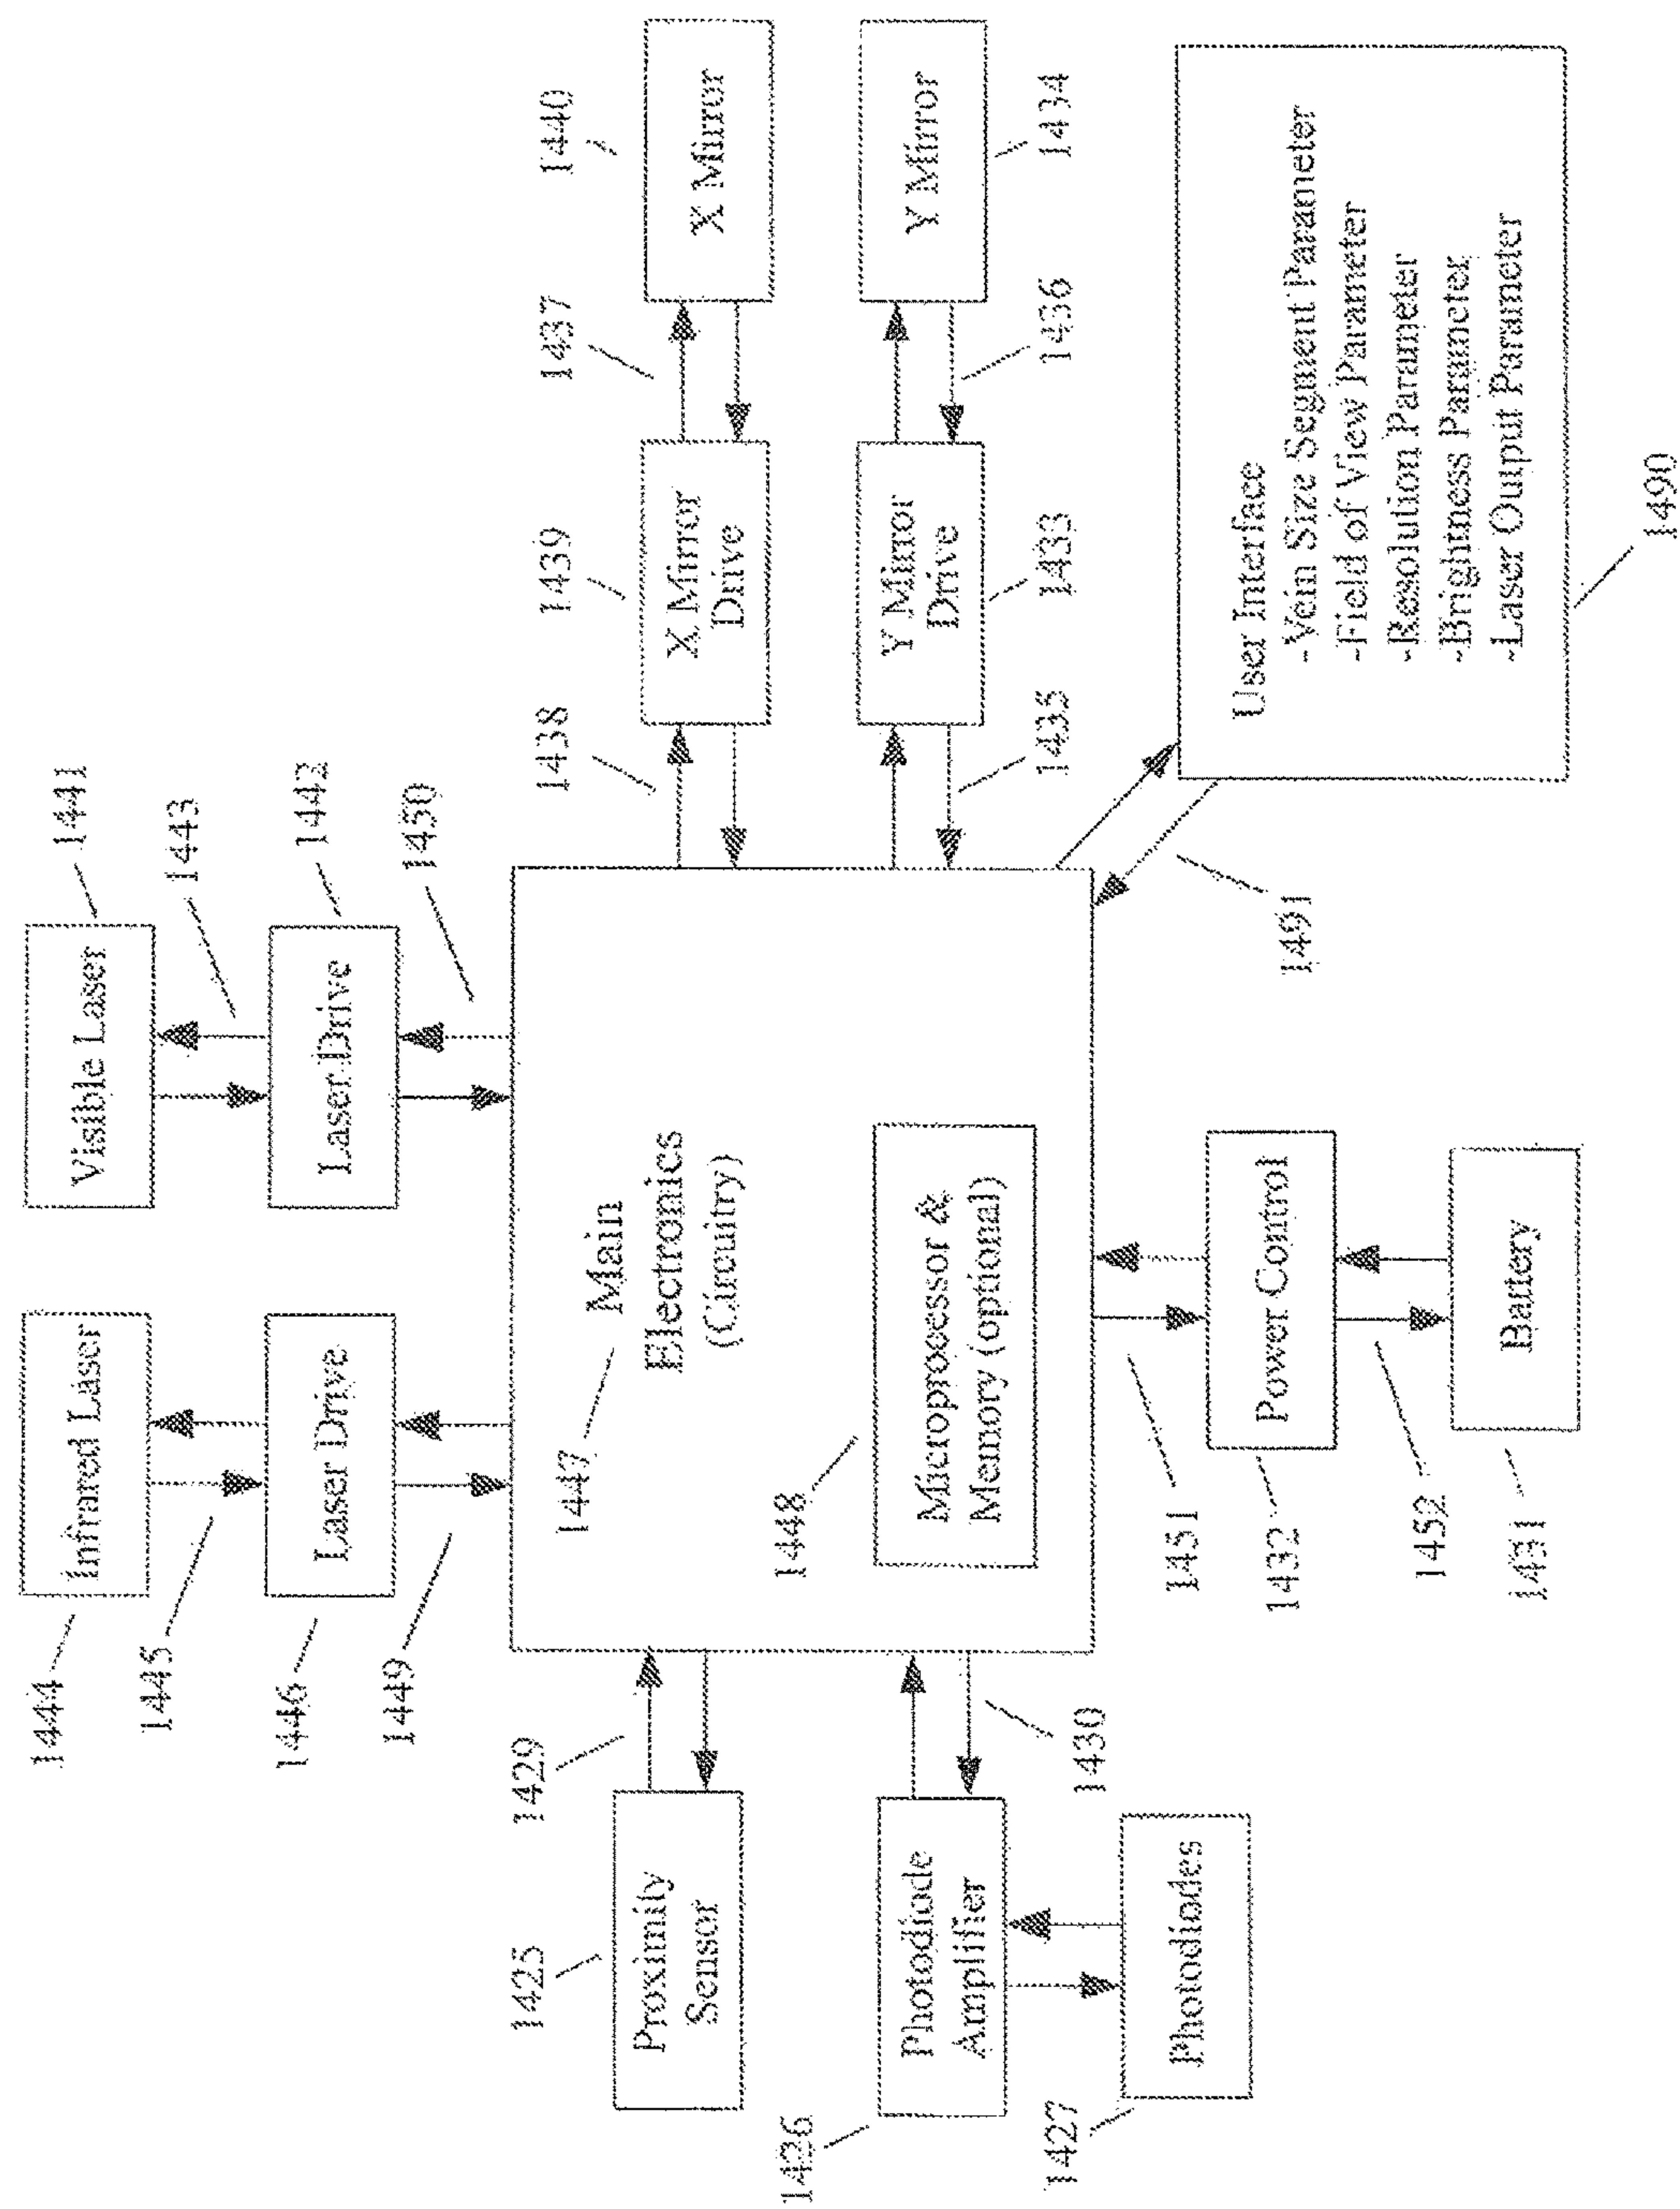 1444
Infrared Laser
1445
1446
Laser Drive
1449
Visible Laser
1441
1443
Laser Drive
1442
1450
1425
Proximity
Sensor
1429
1447
Main
Electronics
(Circuitry)
1438
1439
X Mirror
Drive
1437
1440
X Mirror
1426
Photodiode
Amplifier
1430
1427
Photodiodes
1448
Microprocessor &
Memory (optional)
1435
Y Mirror
Drive
1433
1436
Y Mirror
1434
1451
1432
Power Control
1452
1431
Battery
1491
User Interface
-Vein Size Segment Parameter
-Field of View Parameter
-Resolution Parameter
-Brightness Parameter
-Laser Output Parameter
1490